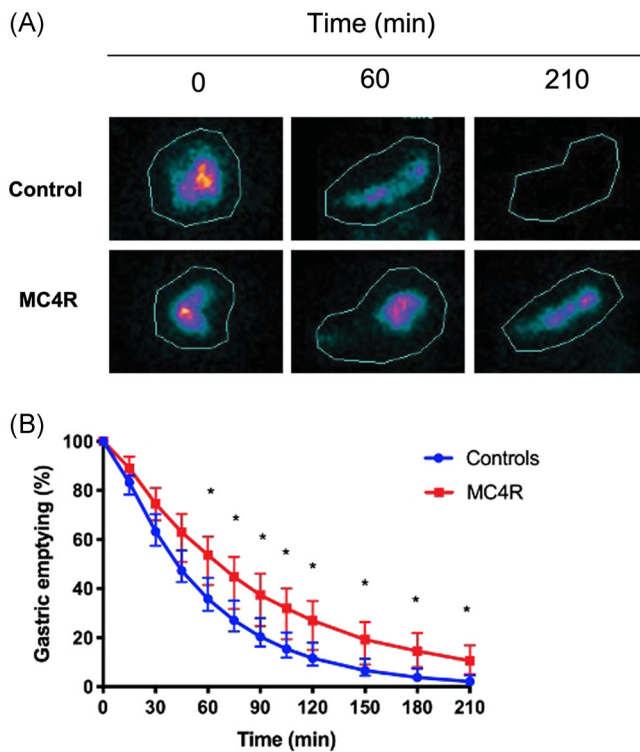 (A)
Time (min)
0 60 210
Control
MC4R
(B)
Gastric emptying (%)
100
80
60
40
20
0
* * * * * * * *
Controls
MC4R
0 30 60 90 120 150 180 210
Time (min)